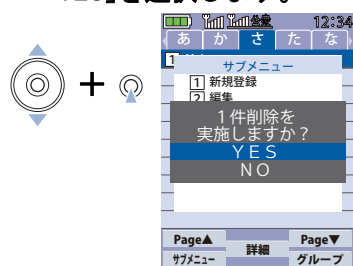 「YES」を選択します。
12:34
あ か さ た な
1
サブメニュー
1 新規登録
2 編集
1件削除を
実施しますか?
YES
NO
Page▲ 詳細 Page▼
サブメニュー グループ